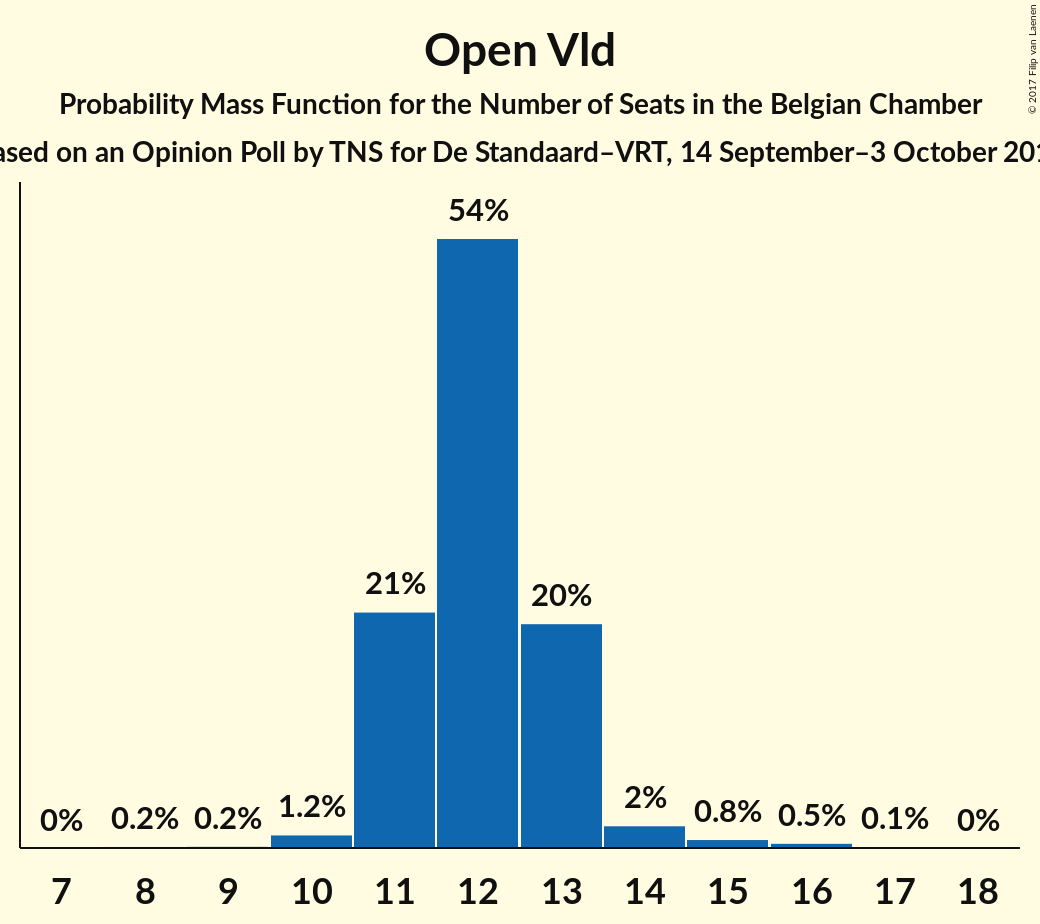 Open Vld
Probability Mass Function for the Number of Seats in the Belgian Chamber
on an Opinion Poll by TNS for De Standaard–VRT, 14 September–3 October
54%
21%
20%
0%
0.2%
0.2%
1.2%
2%
0.8%
0.5%
0.1%
0%
7 8 9 10 11 12 13 14 15 16 17 18
© 2017 Filip van Laenen